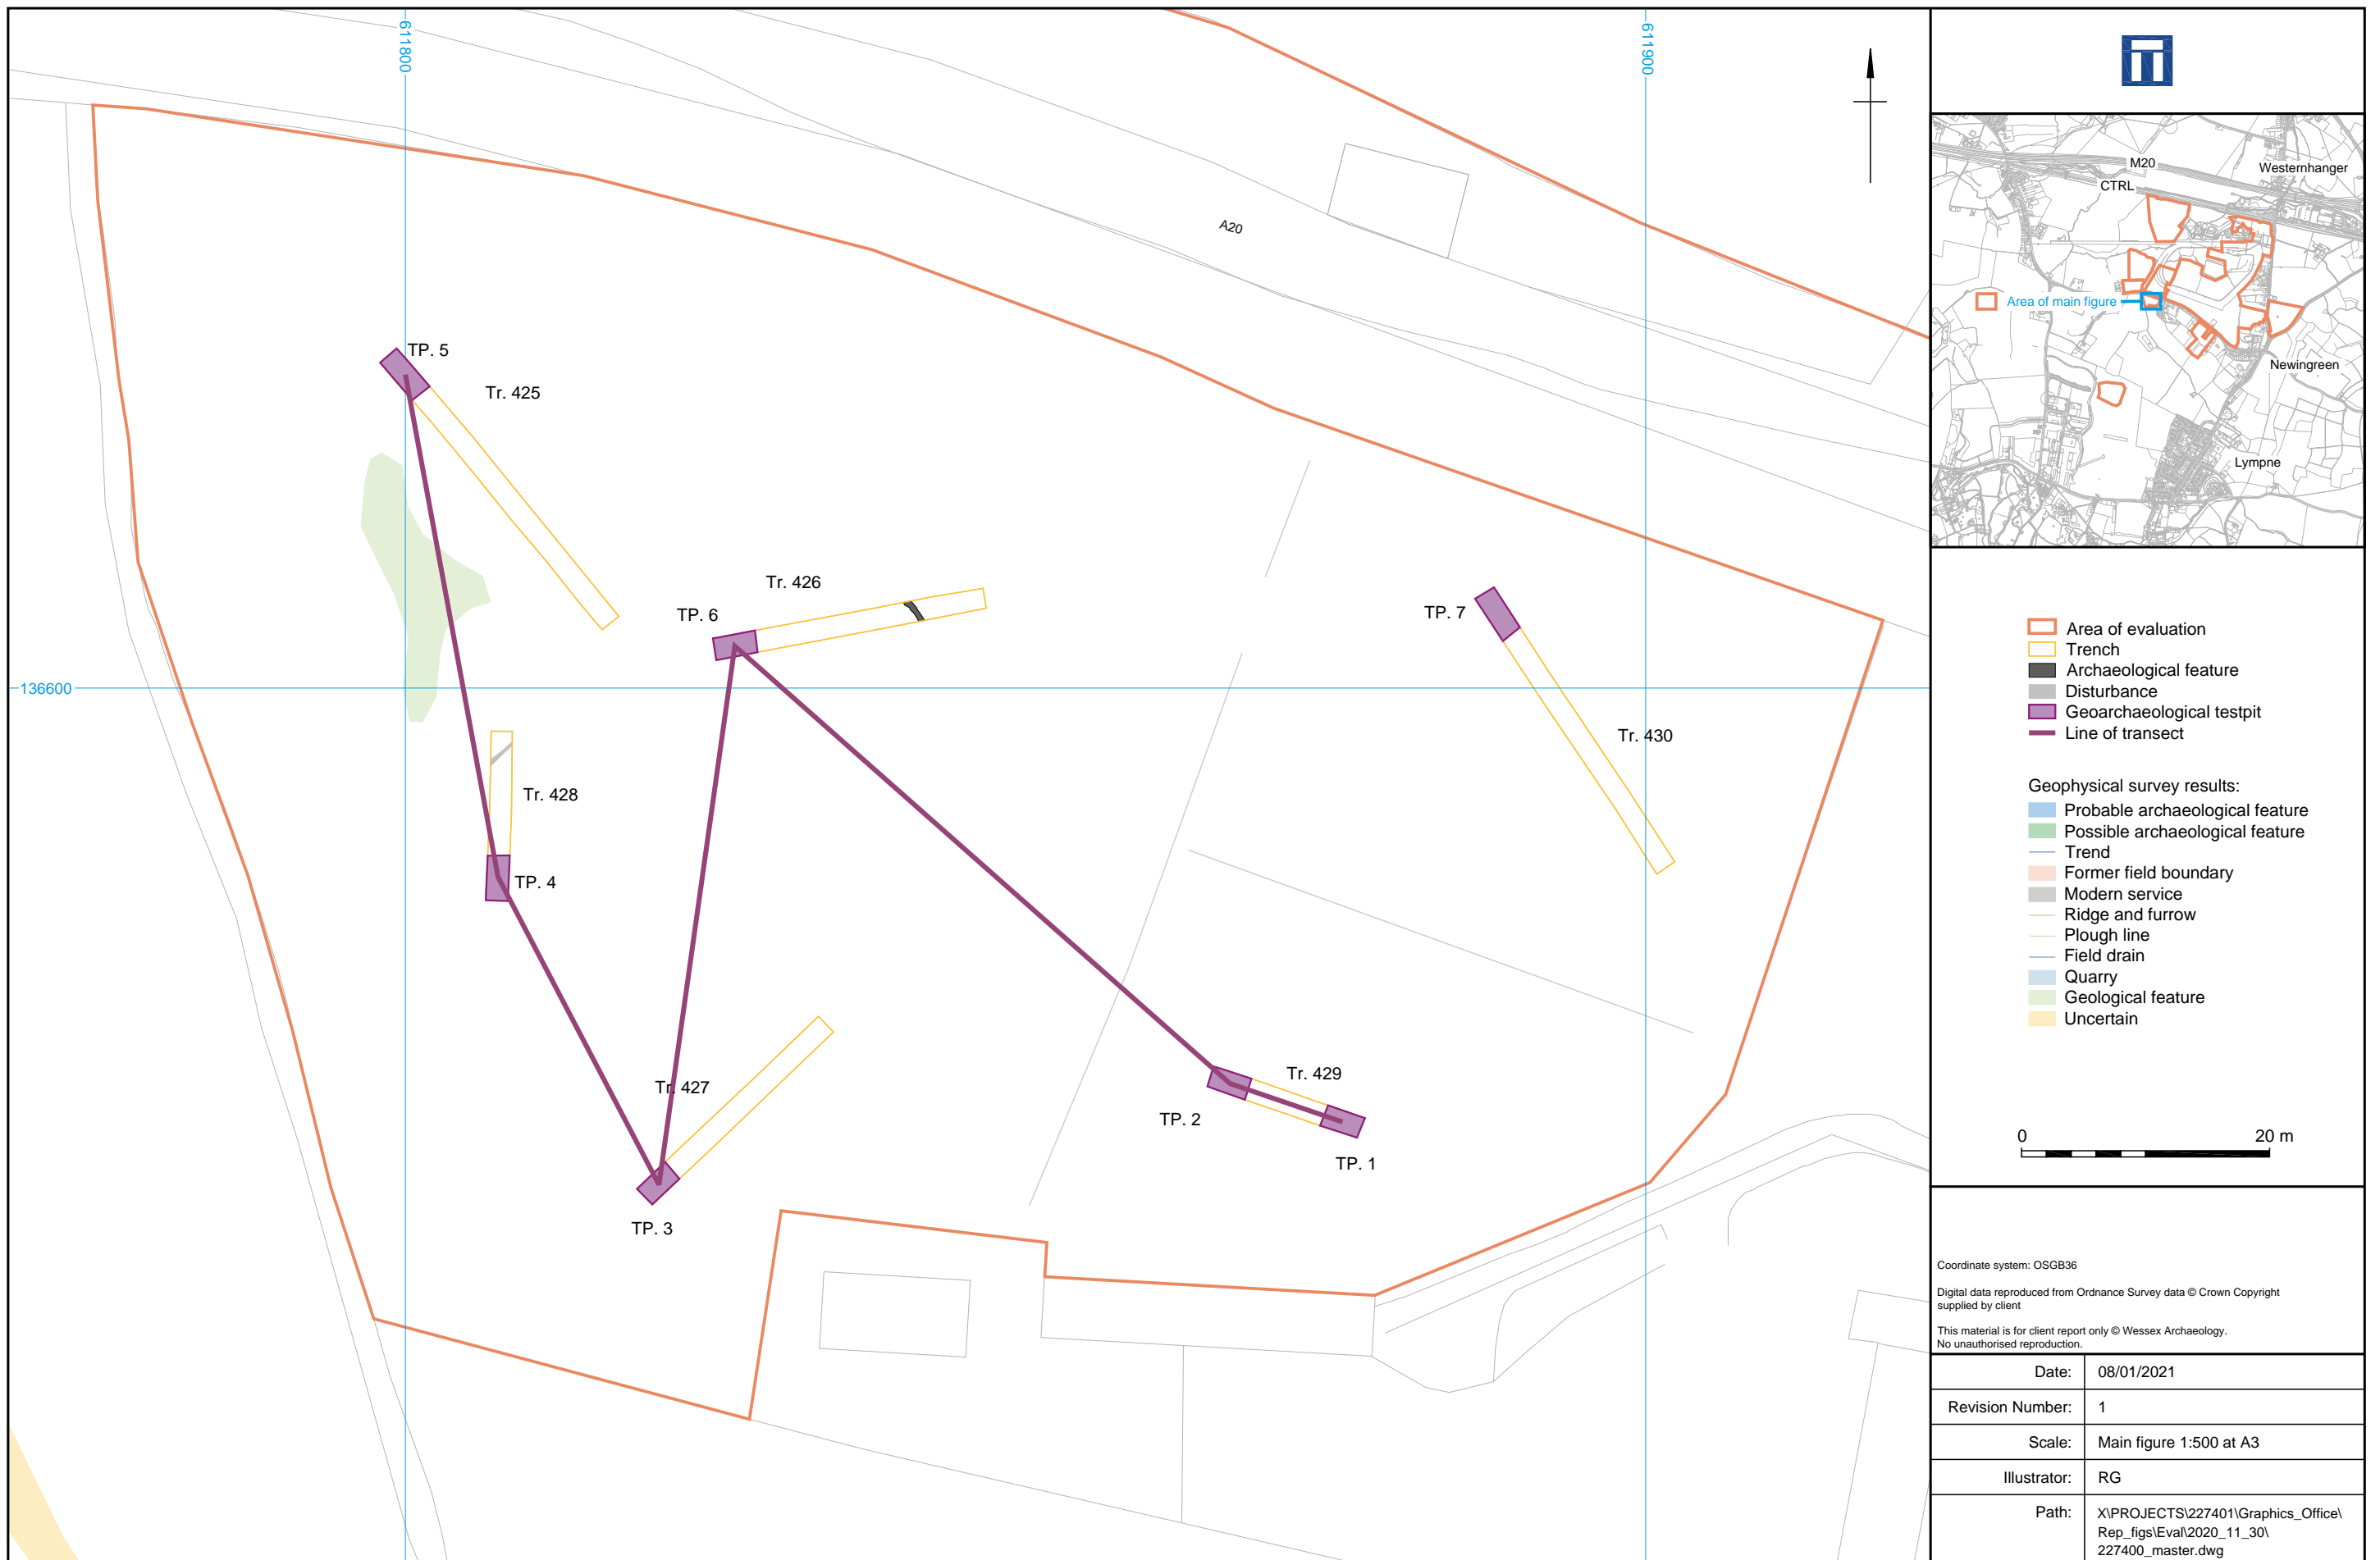 611800
611900
A20
TP. 5
Tr. 425
Tr. 426
TP. 6
TP. 7
136600
Tr. 430
Tr. 428
TP. 4
Tr. 427
Tr. 429
TP. 2
TP. 1
TP. 3
M20
Westernhanger
CTRL
Area of main figure
Newingreen
Lympne
Area of evaluation
Trench
Archaeological feature
Disturbance
Geoarchaeological testpit
Line of transect
Geophysical survey results:
Probable archaeological feature
Possible archaeological feature
Trend
Former field boundary
Modern service
Ridge and furrow
Plough line
Field drain
Quarry
Geological feature
Uncertain
0 20 m
Coordinate system: OSGB36
Digital data reproduced from Ordnance Survey data © Crown Copyright
supplied by client
This material is for client report only © Wessex Archaeology.
No unauthorised reproduction.
Date: 08/01/2021
Revision Number: 1
Scale: Main figure 1:500 at A3
Illustrator: RG
Path: X\PROJECTS\227401\Graphics_Office\
Rep_figs\Eval\2020_11_30\
227400_master.dwg